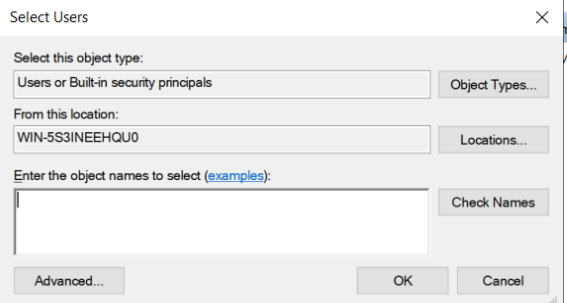 Select Users
Select this object type:
Users or Built-in security principals
Object Types...
From this location:
WIN-5S3INEEHQU0
Locations...
Enter the object names to select (examples):
Check Names
Advanced...
OK
Cancel